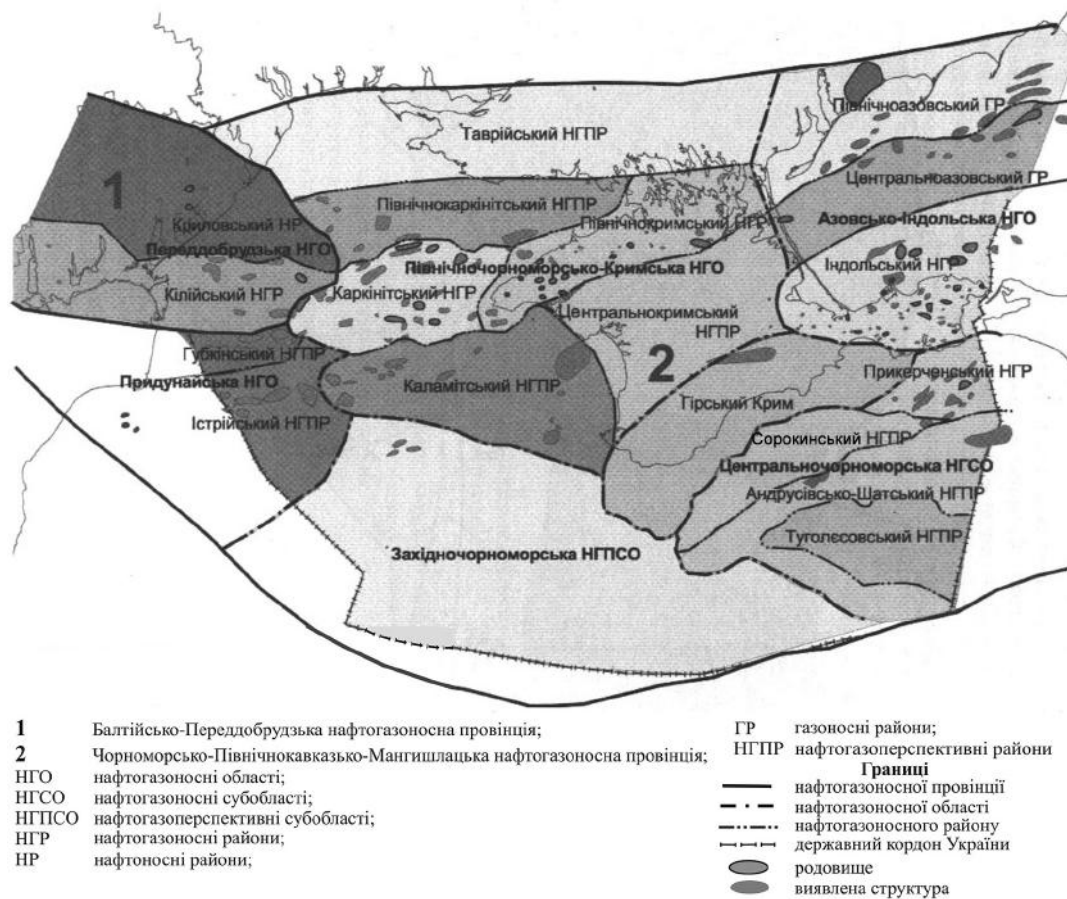 Північноазовський ГР
Таврійський НГПР
Центральноазовський ГР
1
Північнокаркінітський НГПР
Північнокримський НГР
Азовсько-Індольська НГО
Криловський НР
Переддобрудзька НГО
Північночорноморсько-Кримська НГО
Індольський НГР
Кілійський НГР
Каркінітський НГР
Центральнокримський
НГПР
Губкінський НГПР
2
Придунайська НГО
Каламітський НГПР
Прикерченський НГР
Істрійський НГПР
Гірський Крим
Сорокинський НГПР
Центральночорноморська НГСО
Андрусівсько-Шатський НГПР
Туголєсовський НГПР
Західночорноморська НГПСО
1 Балтійсько-Переддобрудзька нафтогазоносна провінція;
2 Чорноморсько-Північнокавказько-Мангишлацька нафтогазоносна провінція;
НГО нафтогазоносні області;
НГСО нафтогазоносні субобласті;
НГПСО нафтогазоперспективні субобласті;
НГР нафтогазоносні райони;
НР нафтоносні райони;
ГР газоносні райони;
НГПР нафтогазоперспективні райони
Границі
нафтогазоносної провінції
нафтогазоносної області
нафтогазоносного району
державний кордон України
родовище
виявлена структура